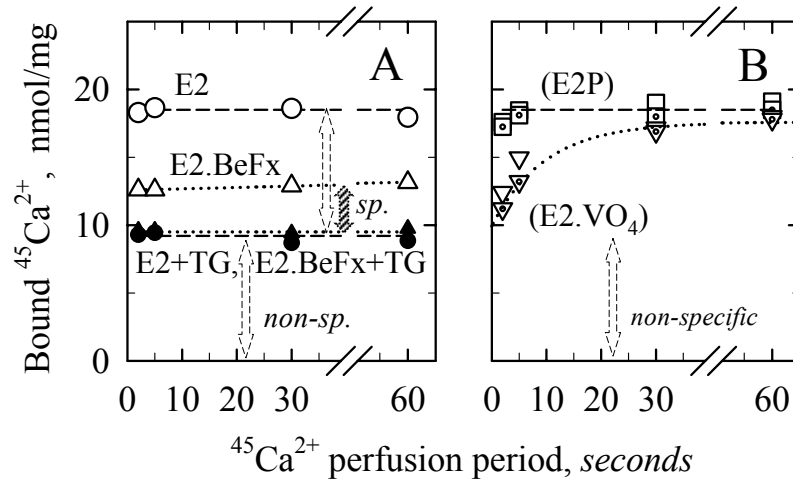 Bound ⁴⁵Ca²⁺, nmol/mg
20
10
0
A
E2
E2.BeFx
sp.
E2+TG, E2.BeFx+TG
non-sp.
0 10 20 30 60
B
(E2P)
(E2.VO₄)
non-specific
0 10 20 30 60
⁴⁵Ca²⁺ perfusion period, seconds